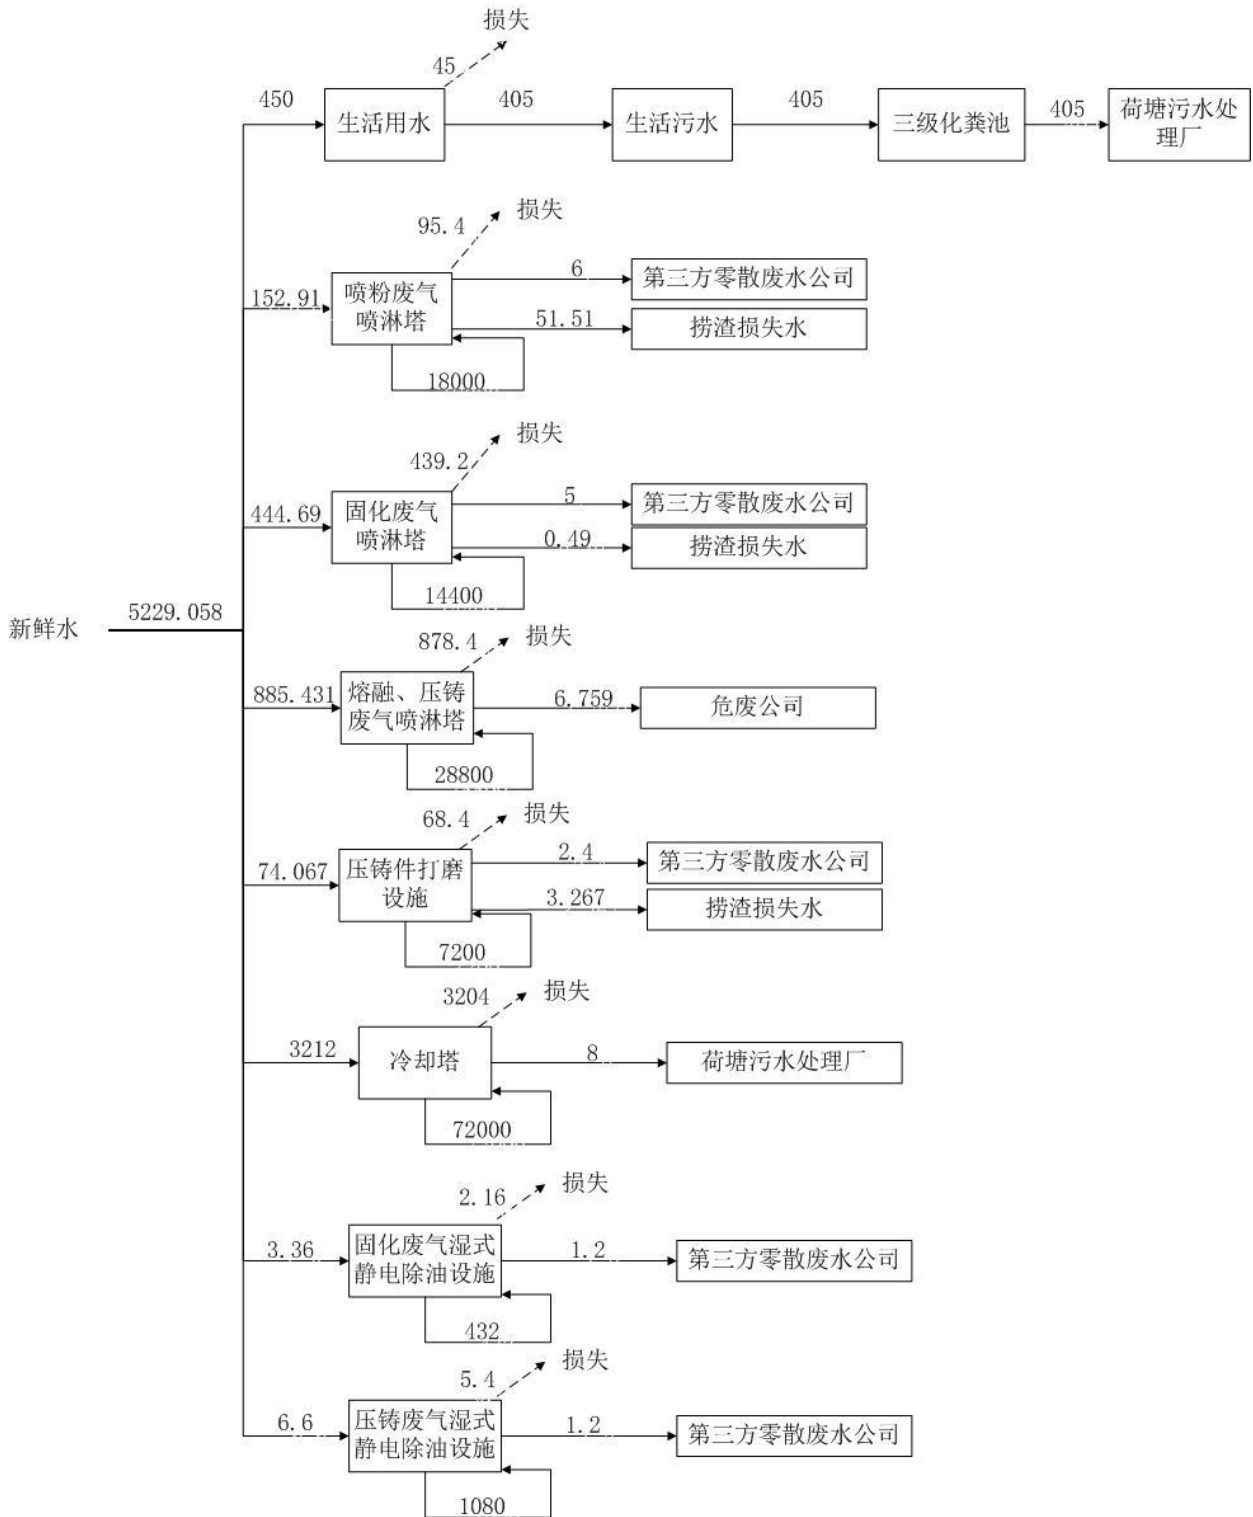 损失
45
450
生活用水
405
生活污水
405
三级化粪池
405
荷塘污水处
理厂
95.4
损失
152.91
喷粉废气
喷淋塔
6
第三方零散废水公司
51.51
捞渣损失水
18000
439.2
损失
444.69
固化废气
喷淋塔
5
第三方零散废水公司
0.49
捞渣损失水
14400
新鲜水
5229.058
878.4
损失
885.431
熔融、压铸
废气喷淋塔
6.759
危废公司
28800
68.4
损失
74.067
压铸件打磨
设施
2.4
第三方零散废水公司
3.267
捞渣损失水
7200
3204
损失
3212
冷却塔
8
荷塘污水处理厂
72000
2.16
损失
3.36
固化废气湿式
静电除油设施
1.2
第三方零散废水公司
432
5.4
损失
6.6
压铸废气湿式
静电除油设施
1.2
第三方零散废水公司
1080